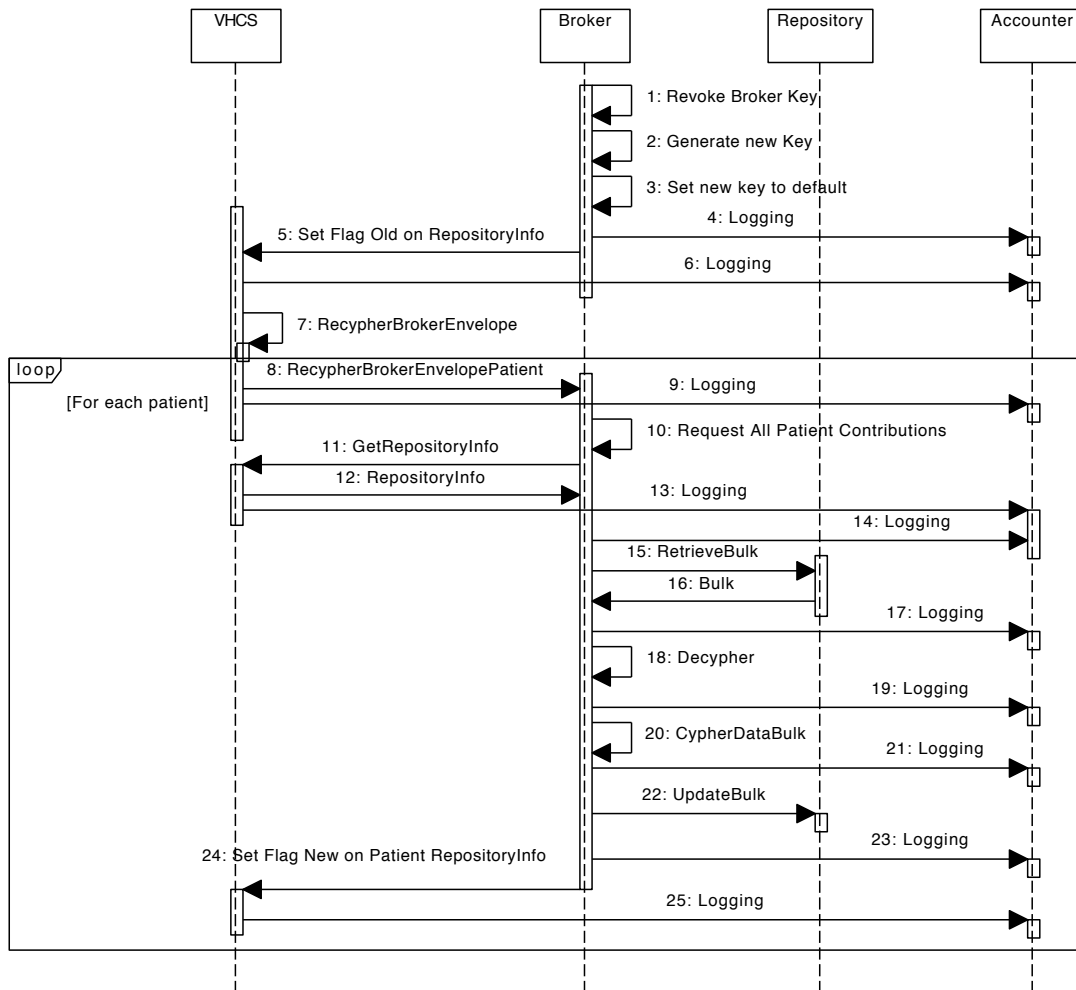 VHCS
Broker
Repository
Accounter
1: Revoke Broker Key
2: Generate new Key
3: Set new key to default
4: Logging
5: Set Flag Old on RepositoryInfo
6: Logging
7: RecypherBrokerEnvelope
loop
8: RecypherBrokerEnvelopePatient
9: Logging
[For each patient]
10: Request All Patient Contributions
11: GetRepositoryInfo
12: RepositoryInfo
13: Logging
14: Logging
15: RetrieveBulk
16: Bulk
17: Logging
18: Decypher
19: Logging
20: CypherDataBulk
21: Logging
22: UpdateBulk
23: Logging
24: Set Flag New on Patient RepositoryInfo
25: Logging